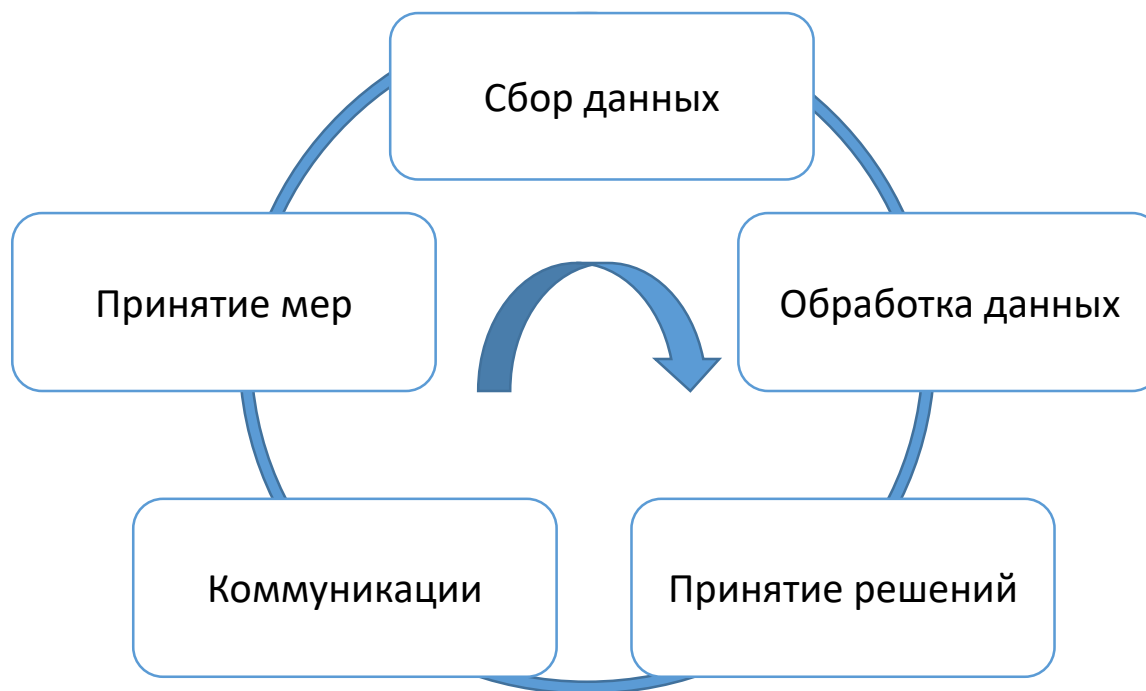 Сбор данных
Обработка данных
Принятие решений
Коммуникации
Принятие мер